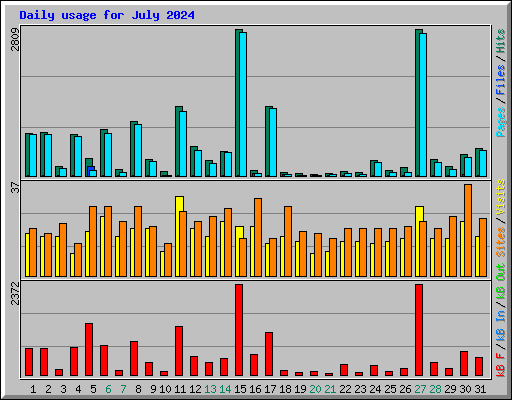 Daily usage for July 2024
2809
Pages / Files / Hits
37
Sites / Visits
2372
kB F / kB In / kB Out
1 2 3 4 5 6 7 8 9 10 11 12 13 14 15 16 17 18 19 20 21 22 23 24 25 26 27 28 29 30 31